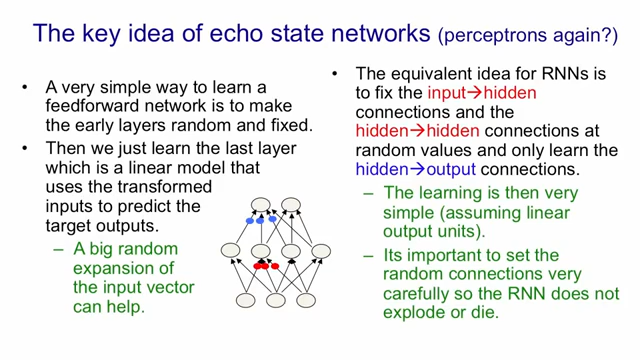 The key idea of echo state networks (perceptrons again?)
• A very simple way to learn a
feedforward network is to make
the early layers random and fixed.
• Then we just learn the last layer
which is a linear model that
uses the transformed
inputs to predict the
target outputs.
– A big random
expansion of
the input vector
can help.
• The equivalent idea for RNNs is
to fix the input→hidden
connections and the
hidden→hidden connections at
random values and only learn the
hidden→output connections.
– The learning is then very
simple (assuming linear
output units).
– Its important to set the
random connections very
carefully so the RNN does not
explode or die.